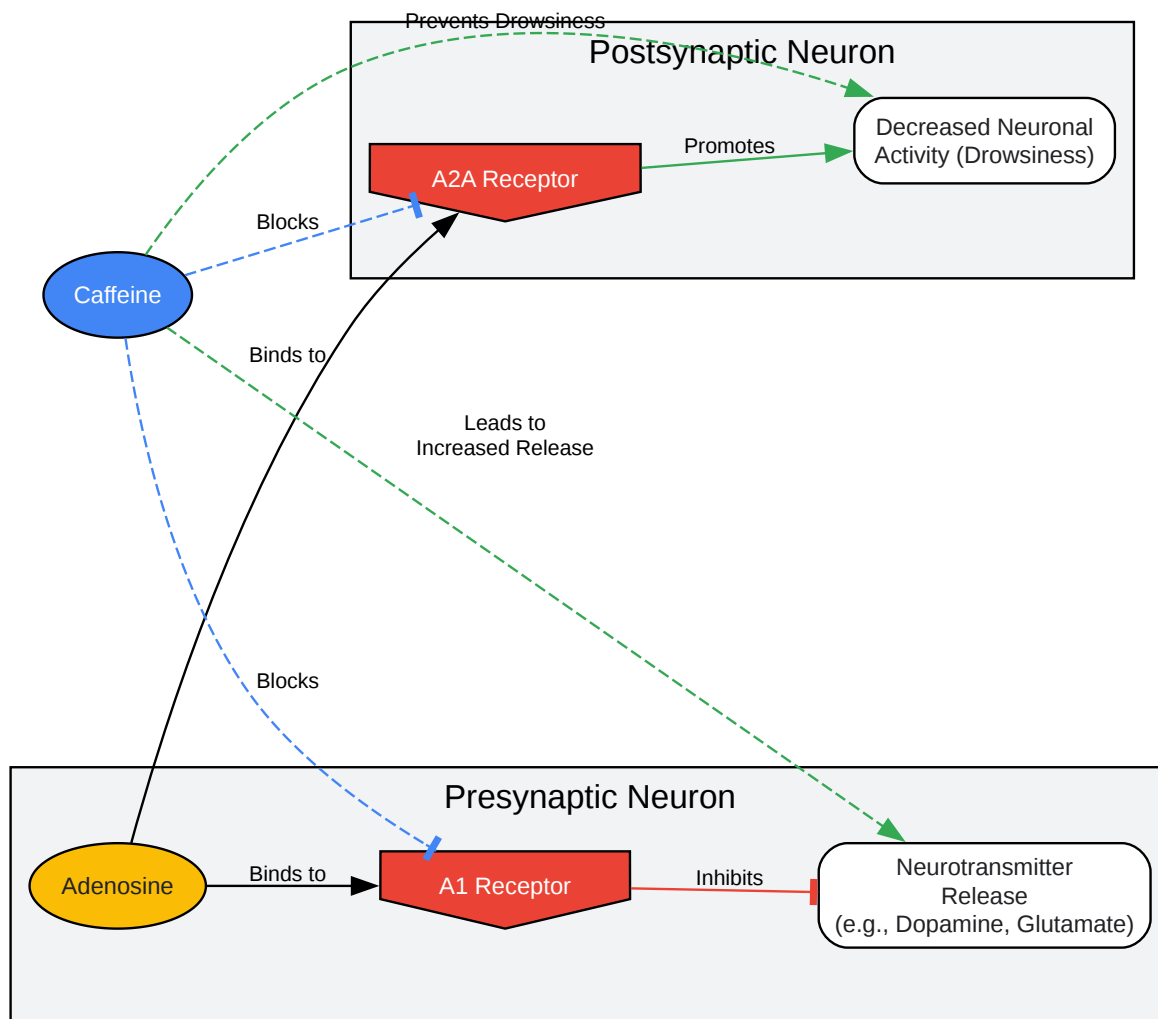 Prevents Drowsiness
Postsynaptic Neuron
Decreased Neuronal
Activity (Drowsiness)
Promotes
A2A Receptor
Blocks
Caffeine
Binds to
Leads to
Increased Release
Blocks
Presynaptic Neuron
Adenosine
Binds to
A1 Receptor
Inhibits
Neurotransmitter
Release
(e.g., Dopamine, Glutamate)